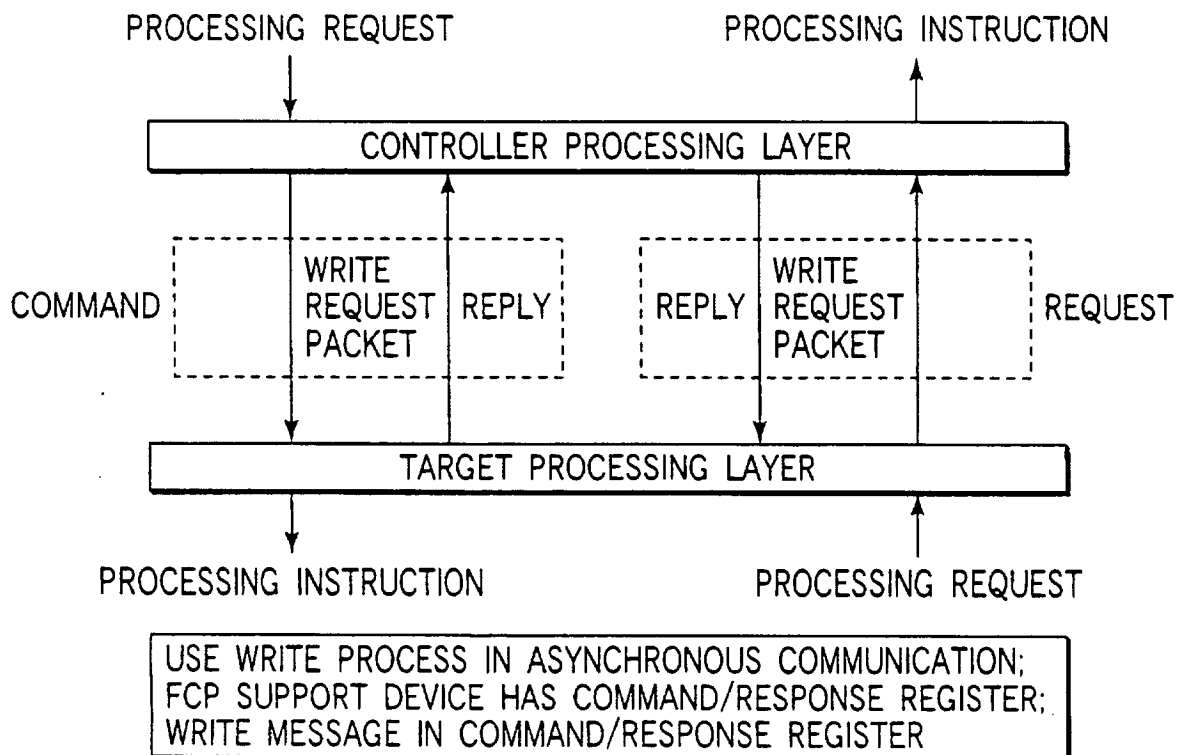 PROCESSING REQUEST
PROCESSING INSTRUCTION
CONTROLLER PROCESSING LAYER
COMMAND
WRITE
REQUEST
PACKET
REPLY
REPLY
WRITE
REQUEST
PACKET
REQUEST
TARGET PROCESSING LAYER
PROCESSING INSTRUCTION
PROCESSING REQUEST
USE WRITE PROCESS IN ASYNCHRONOUS COMMUNICATION;
FCP SUPPORT DEVICE HAS COMMAND/RESPONSE REGISTER;
WRITE MESSAGE IN COMMAND/RESPONSE REGISTER